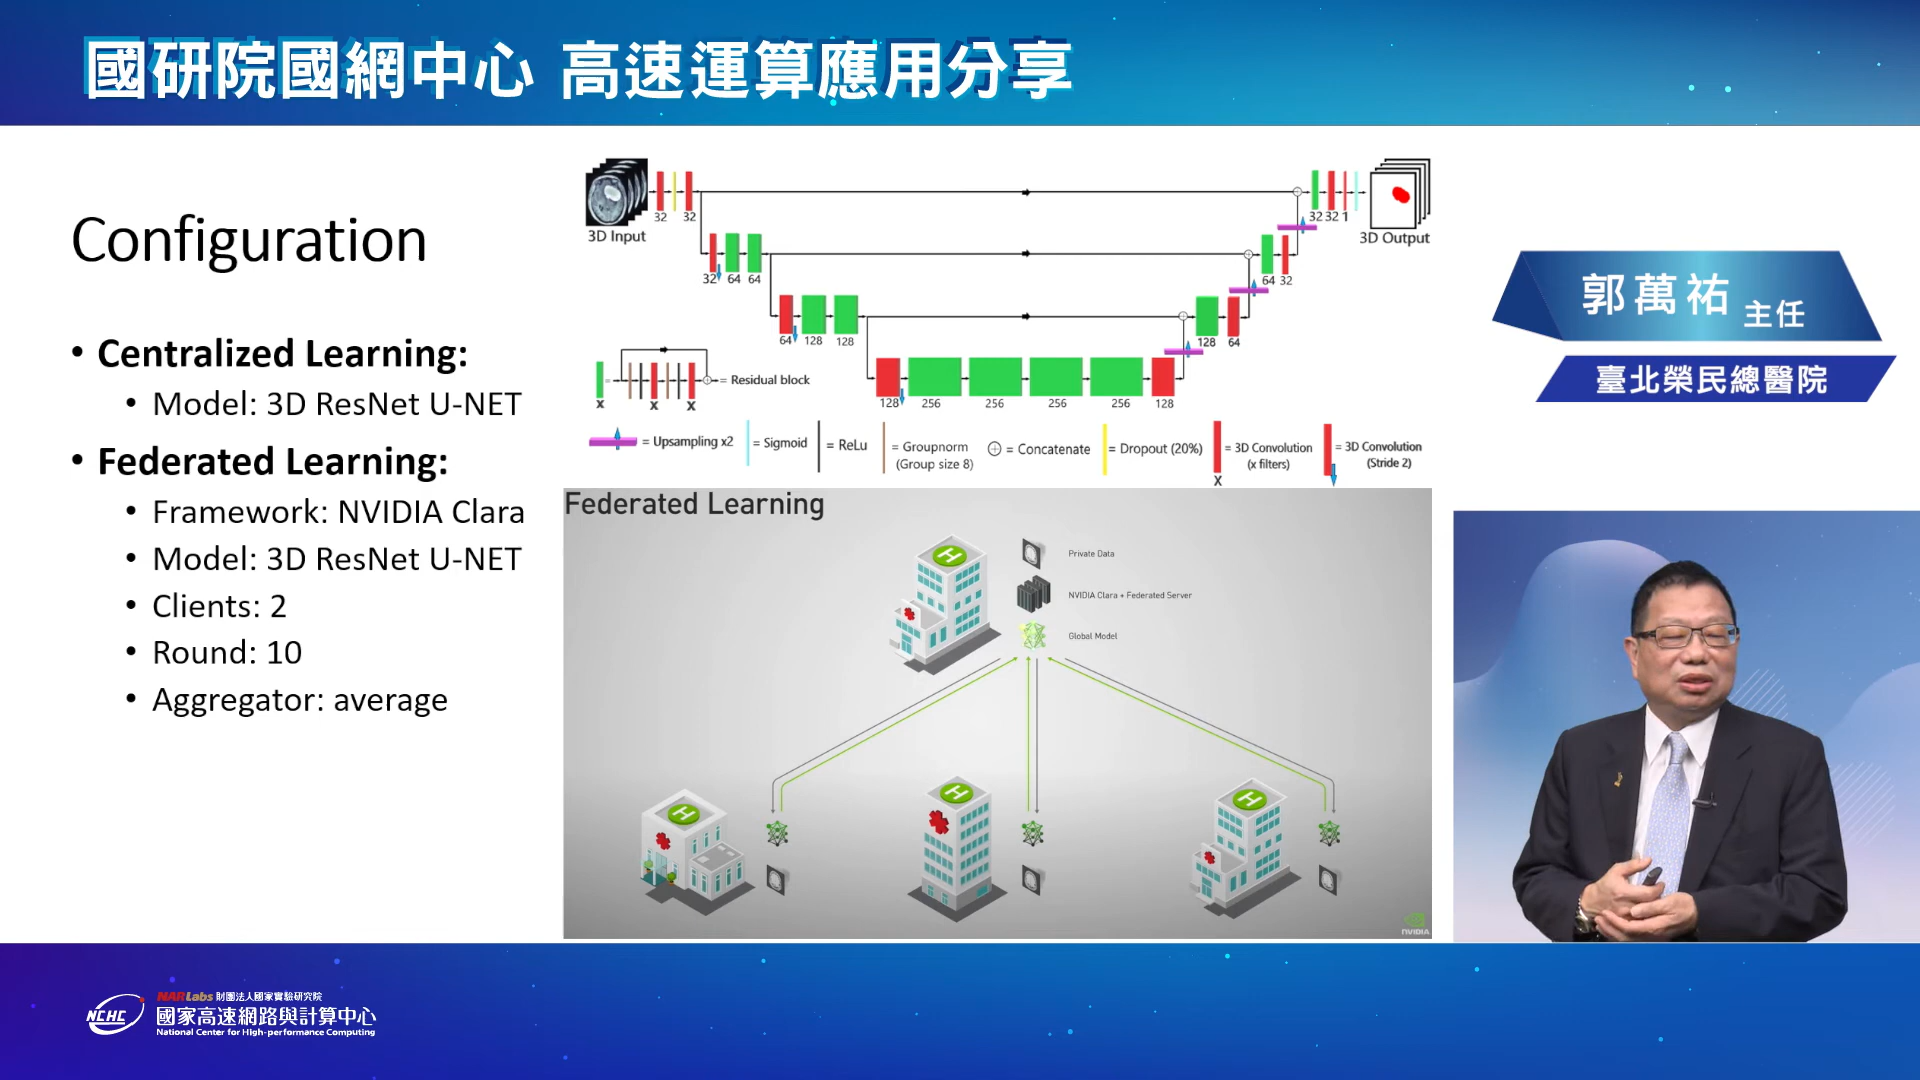 國研院國網中心 高速運算應用分享
Configuration
• Centralized Learning:
• Model: 3D ResNet U-NET
• Federated Learning:
• Framework: NVIDIA Clara
• Model: 3D ResNet U-NET
• Clients: 2
• Round: 10
• Aggregator: average
3D Input
32 32
32 32 1
3D Output
32 64 64
64 32
64 128 128
128 64
128 256 256 256 256 128
= Residual block
x x x
= Upsampling x2
= Sigmoid
= ReLu
= Groupnorm
(Group size 8)
= Concatenate
= Dropout (20%)
= 3D Convolution
(x filters)
x
= 3D Convolution
(Stride 2)
Federated Learning
Private Data
NVIDIA Clara + Federated Server
Global Model
H
H
H
H
NVIDIA
郭萬祐 主任
臺北榮民總醫院
NCHC
NARLabs 財團法人國家實驗研究院
國家高速網路與計算中心
National Center for High-performance Computing